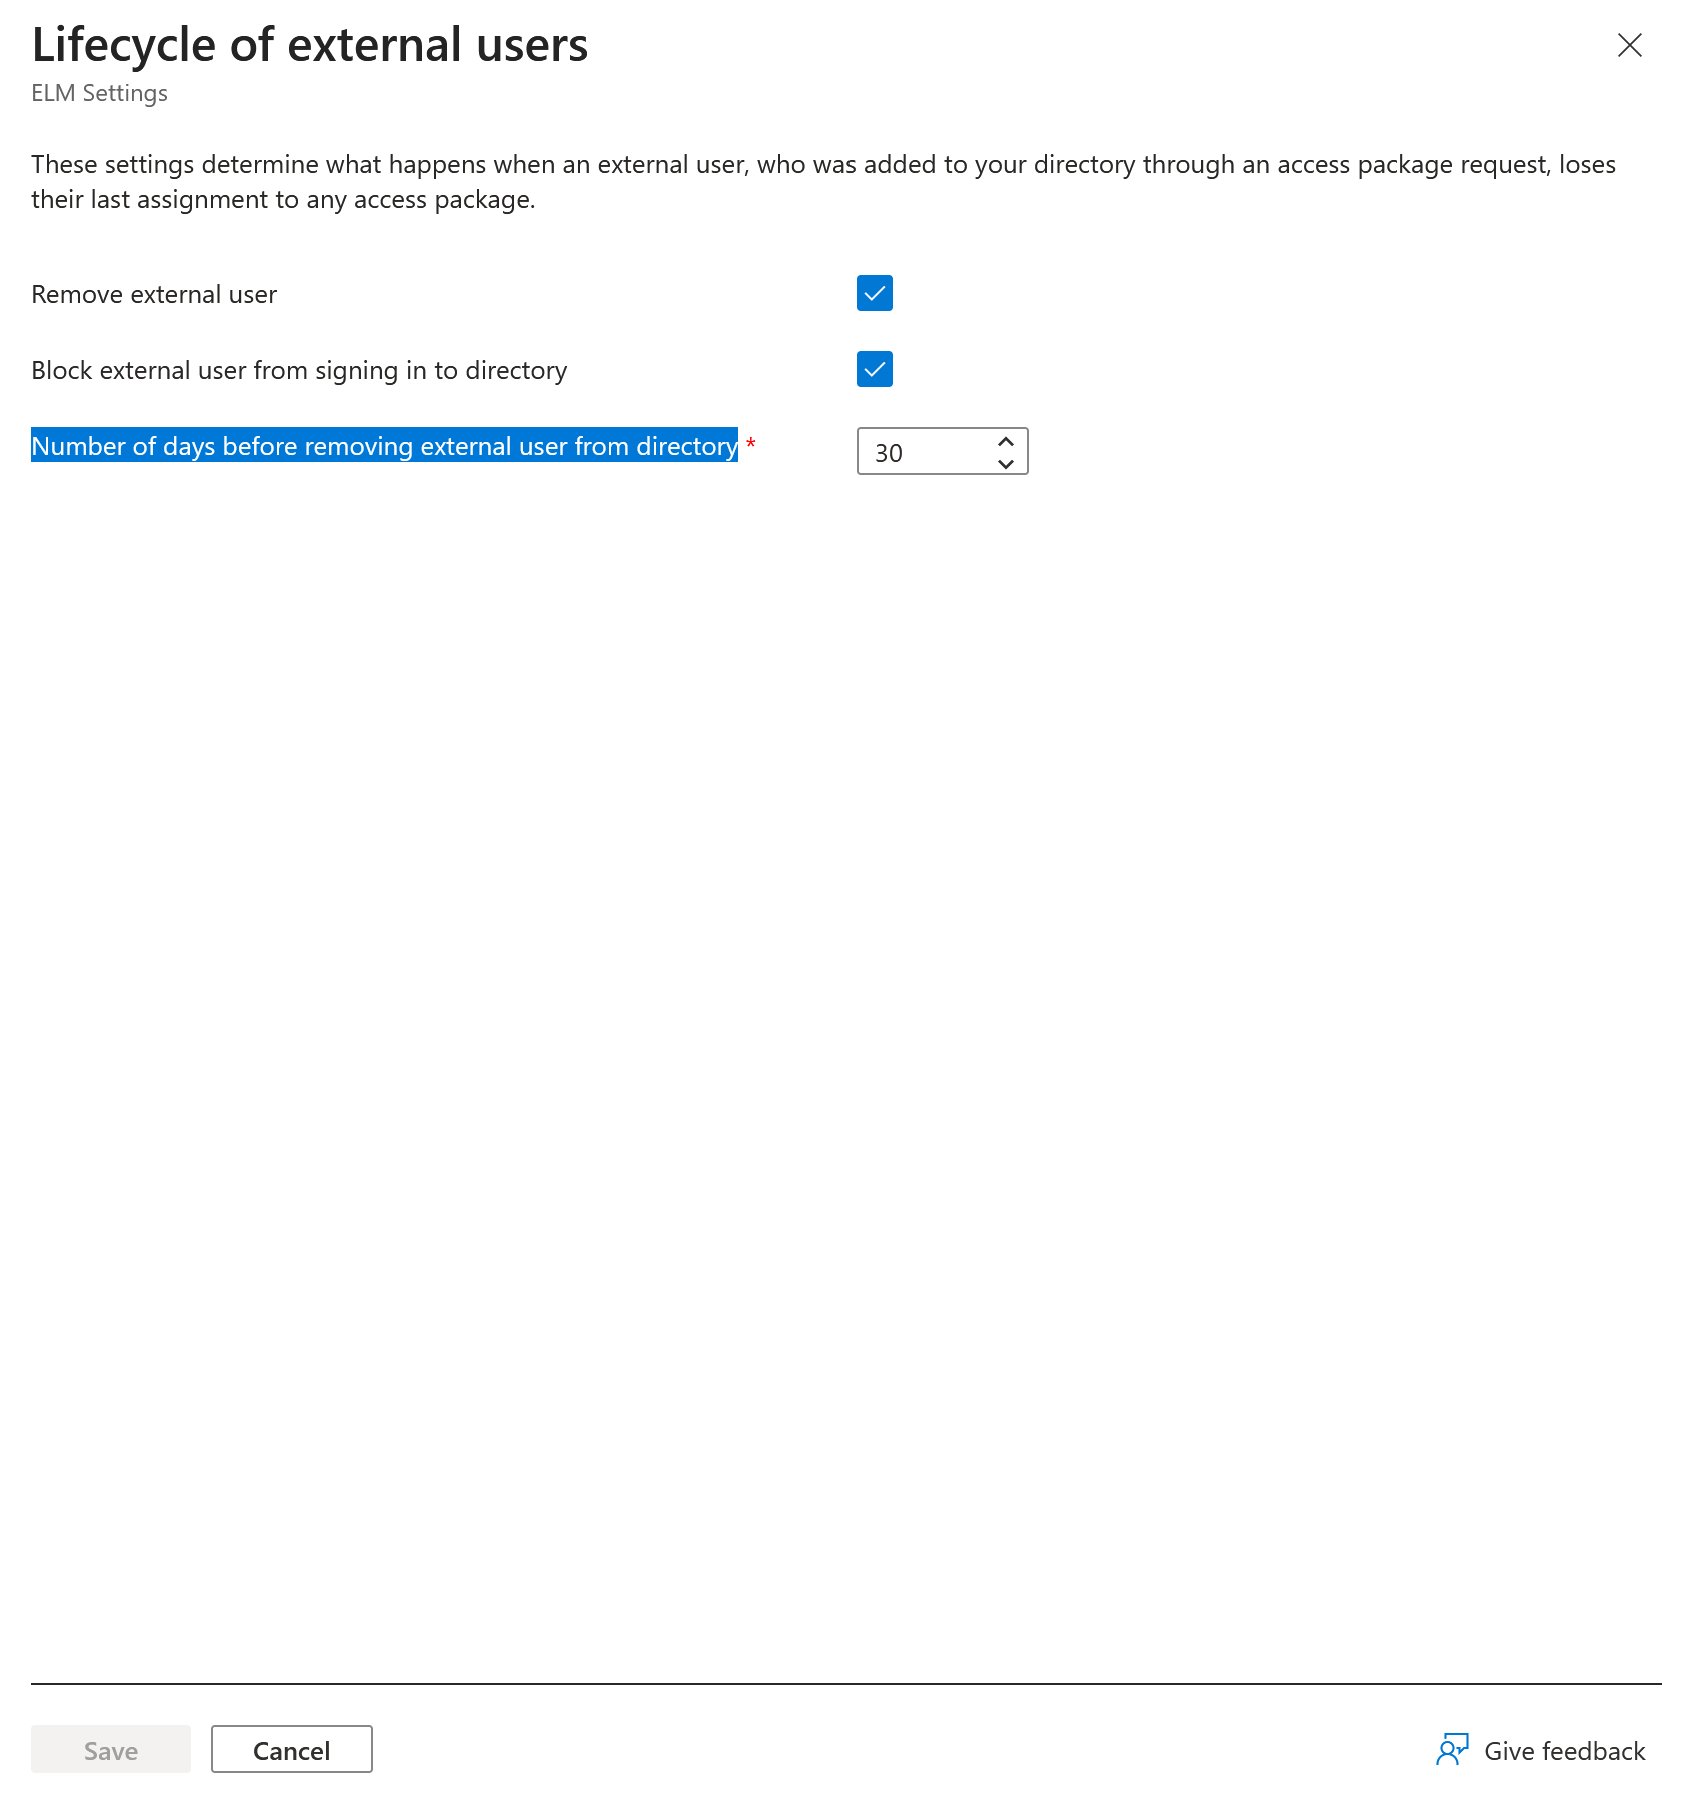 Lifecycle of external users
ELM Settings
These settings determine what happens when an external user, who was added to your directory through an access package request, loses
their last assignment to any access package.
Remove external user
Block external user from signing in to directory
Number of days before removing external user from directory *
30
Save
Cancel
Give feedback